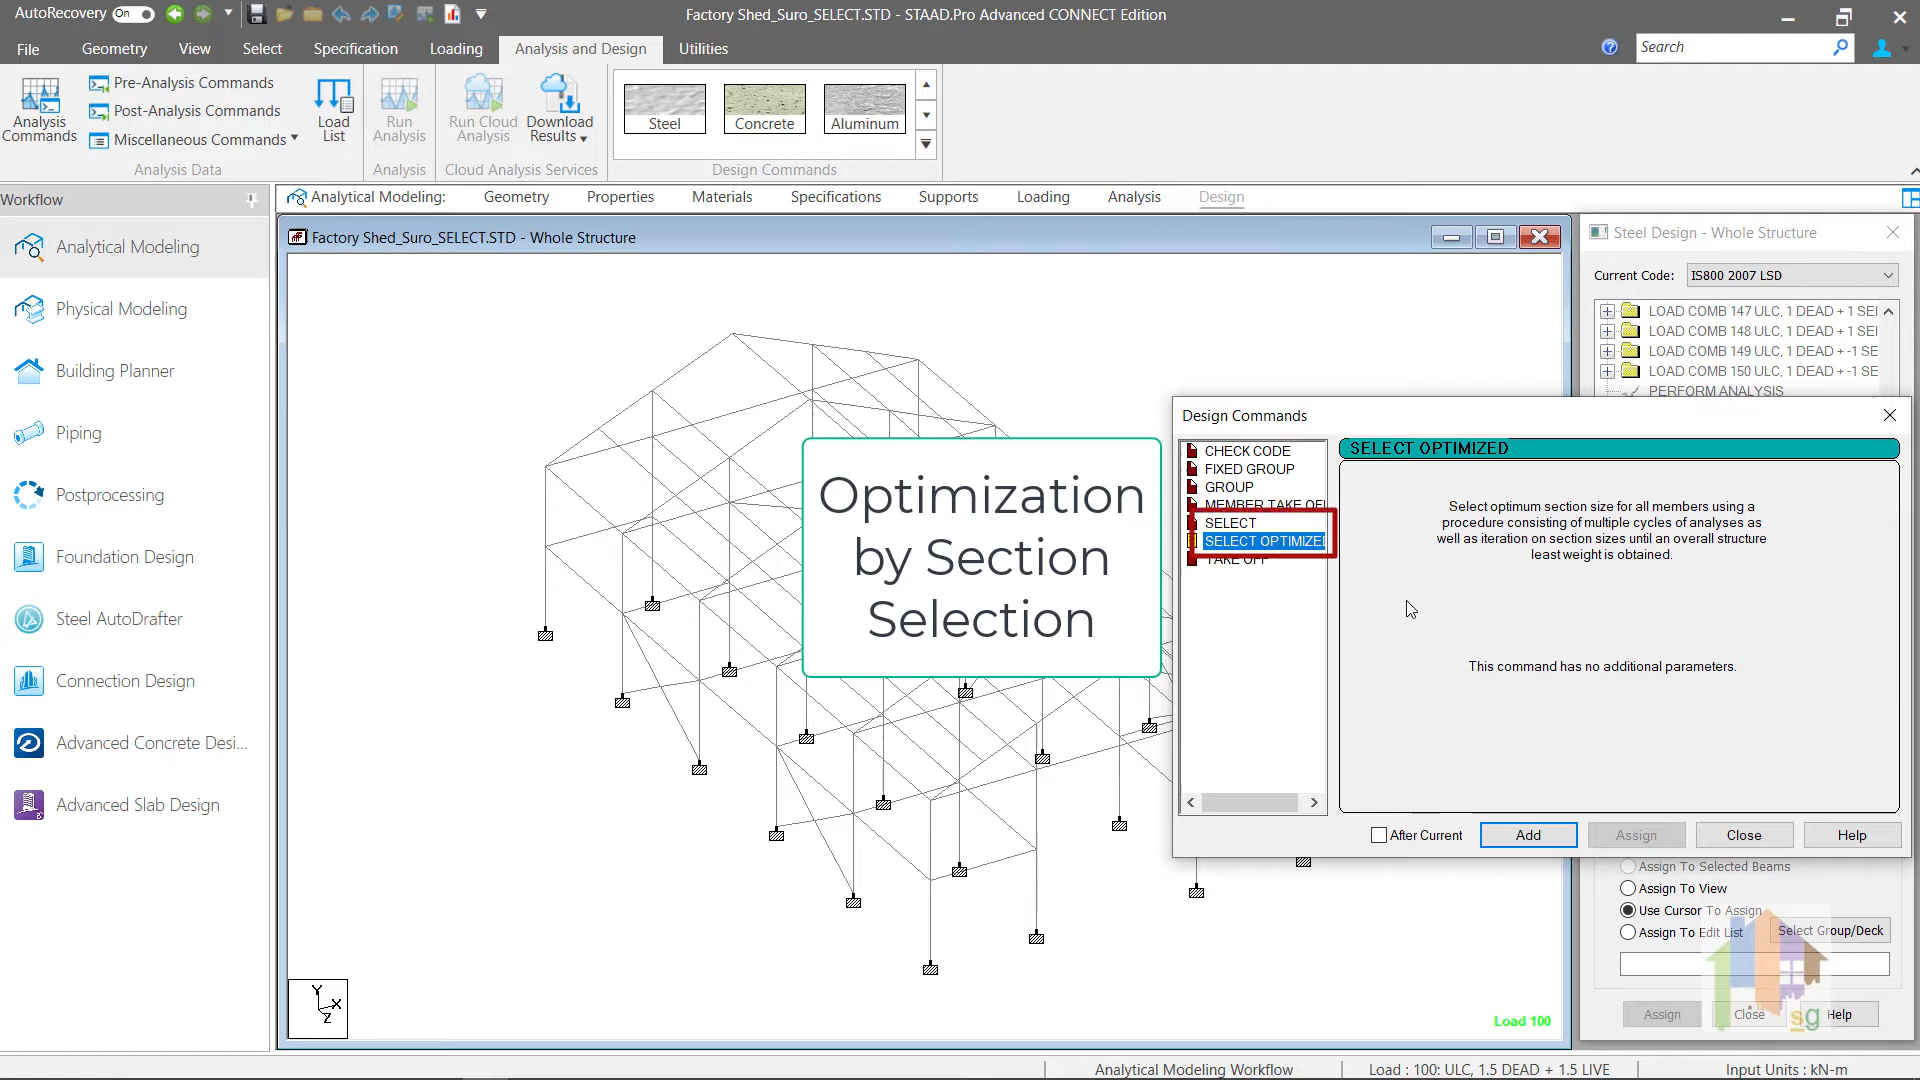 AutoRecovery On
Factory Shed_Suro_SELECT.STD - STAAD.Pro Advanced CONNECT Edition
File Geometry View Select Specification Loading Analysis and Design Utilities
Search
Analysis Commands
Pre-Analysis Commands
Post-Analysis Commands
Miscellaneous Commands
Load List
Run Analysis
Run Cloud Analysis
Download Results
Steel
Concrete
Aluminum
Analysis Data
Analysis
Cloud Analysis Services
Design Commands
Workflow
Analytical Modeling
Physical Modeling
Building Planner
Piping
Postprocessing
Foundation Design
Steel AutoDrafter
Connection Design
Advanced Concrete Desi...
Advanced Slab Design
Analytical Modeling: Geometry Properties Materials Specifications Supports Loading Analysis Design
Factory Shed_Suro_SELECT.STD - Whole Structure
Optimization
by Section
Selection
Y
X
Z
Load 100
Steel Design - Whole Structure
Current Code: IS800 2007 LSD
LOAD COMB 147 ULC, 1 DEAD + 1 SEI
LOAD COMB 148 ULC, 1 DEAD + 1 SEI
LOAD COMB 149 ULC, 1 DEAD + -1 SE
LOAD COMB 150 ULC, 1 DEAD + -1 SE
PERFORM ANALYSIS
Design Commands
CHECK CODE
FIXED GROUP
GROUP
MEMBER TAKE OF
SELECT
SELECT OPTIMIZE
TAKE OFF
SELECT OPTIMIZED
Select optimum section size for all members using a
procedure consisting of multiple cycles of analyses as
well as iteration on section sizes until an overall structure
least weight is obtained.
This command has no additional parameters.
After Current Add Assign Close Help
Assign To Selected Beams
Assign To View
Use Cursor To Assign
Assign To Edit List
Select Group/Deck
Assign Close Help
sg
Analytical Modeling Workflow
Load : 100: ULC, 1.5 DEAD + 1.5 LIVE
Input Units : kN-m